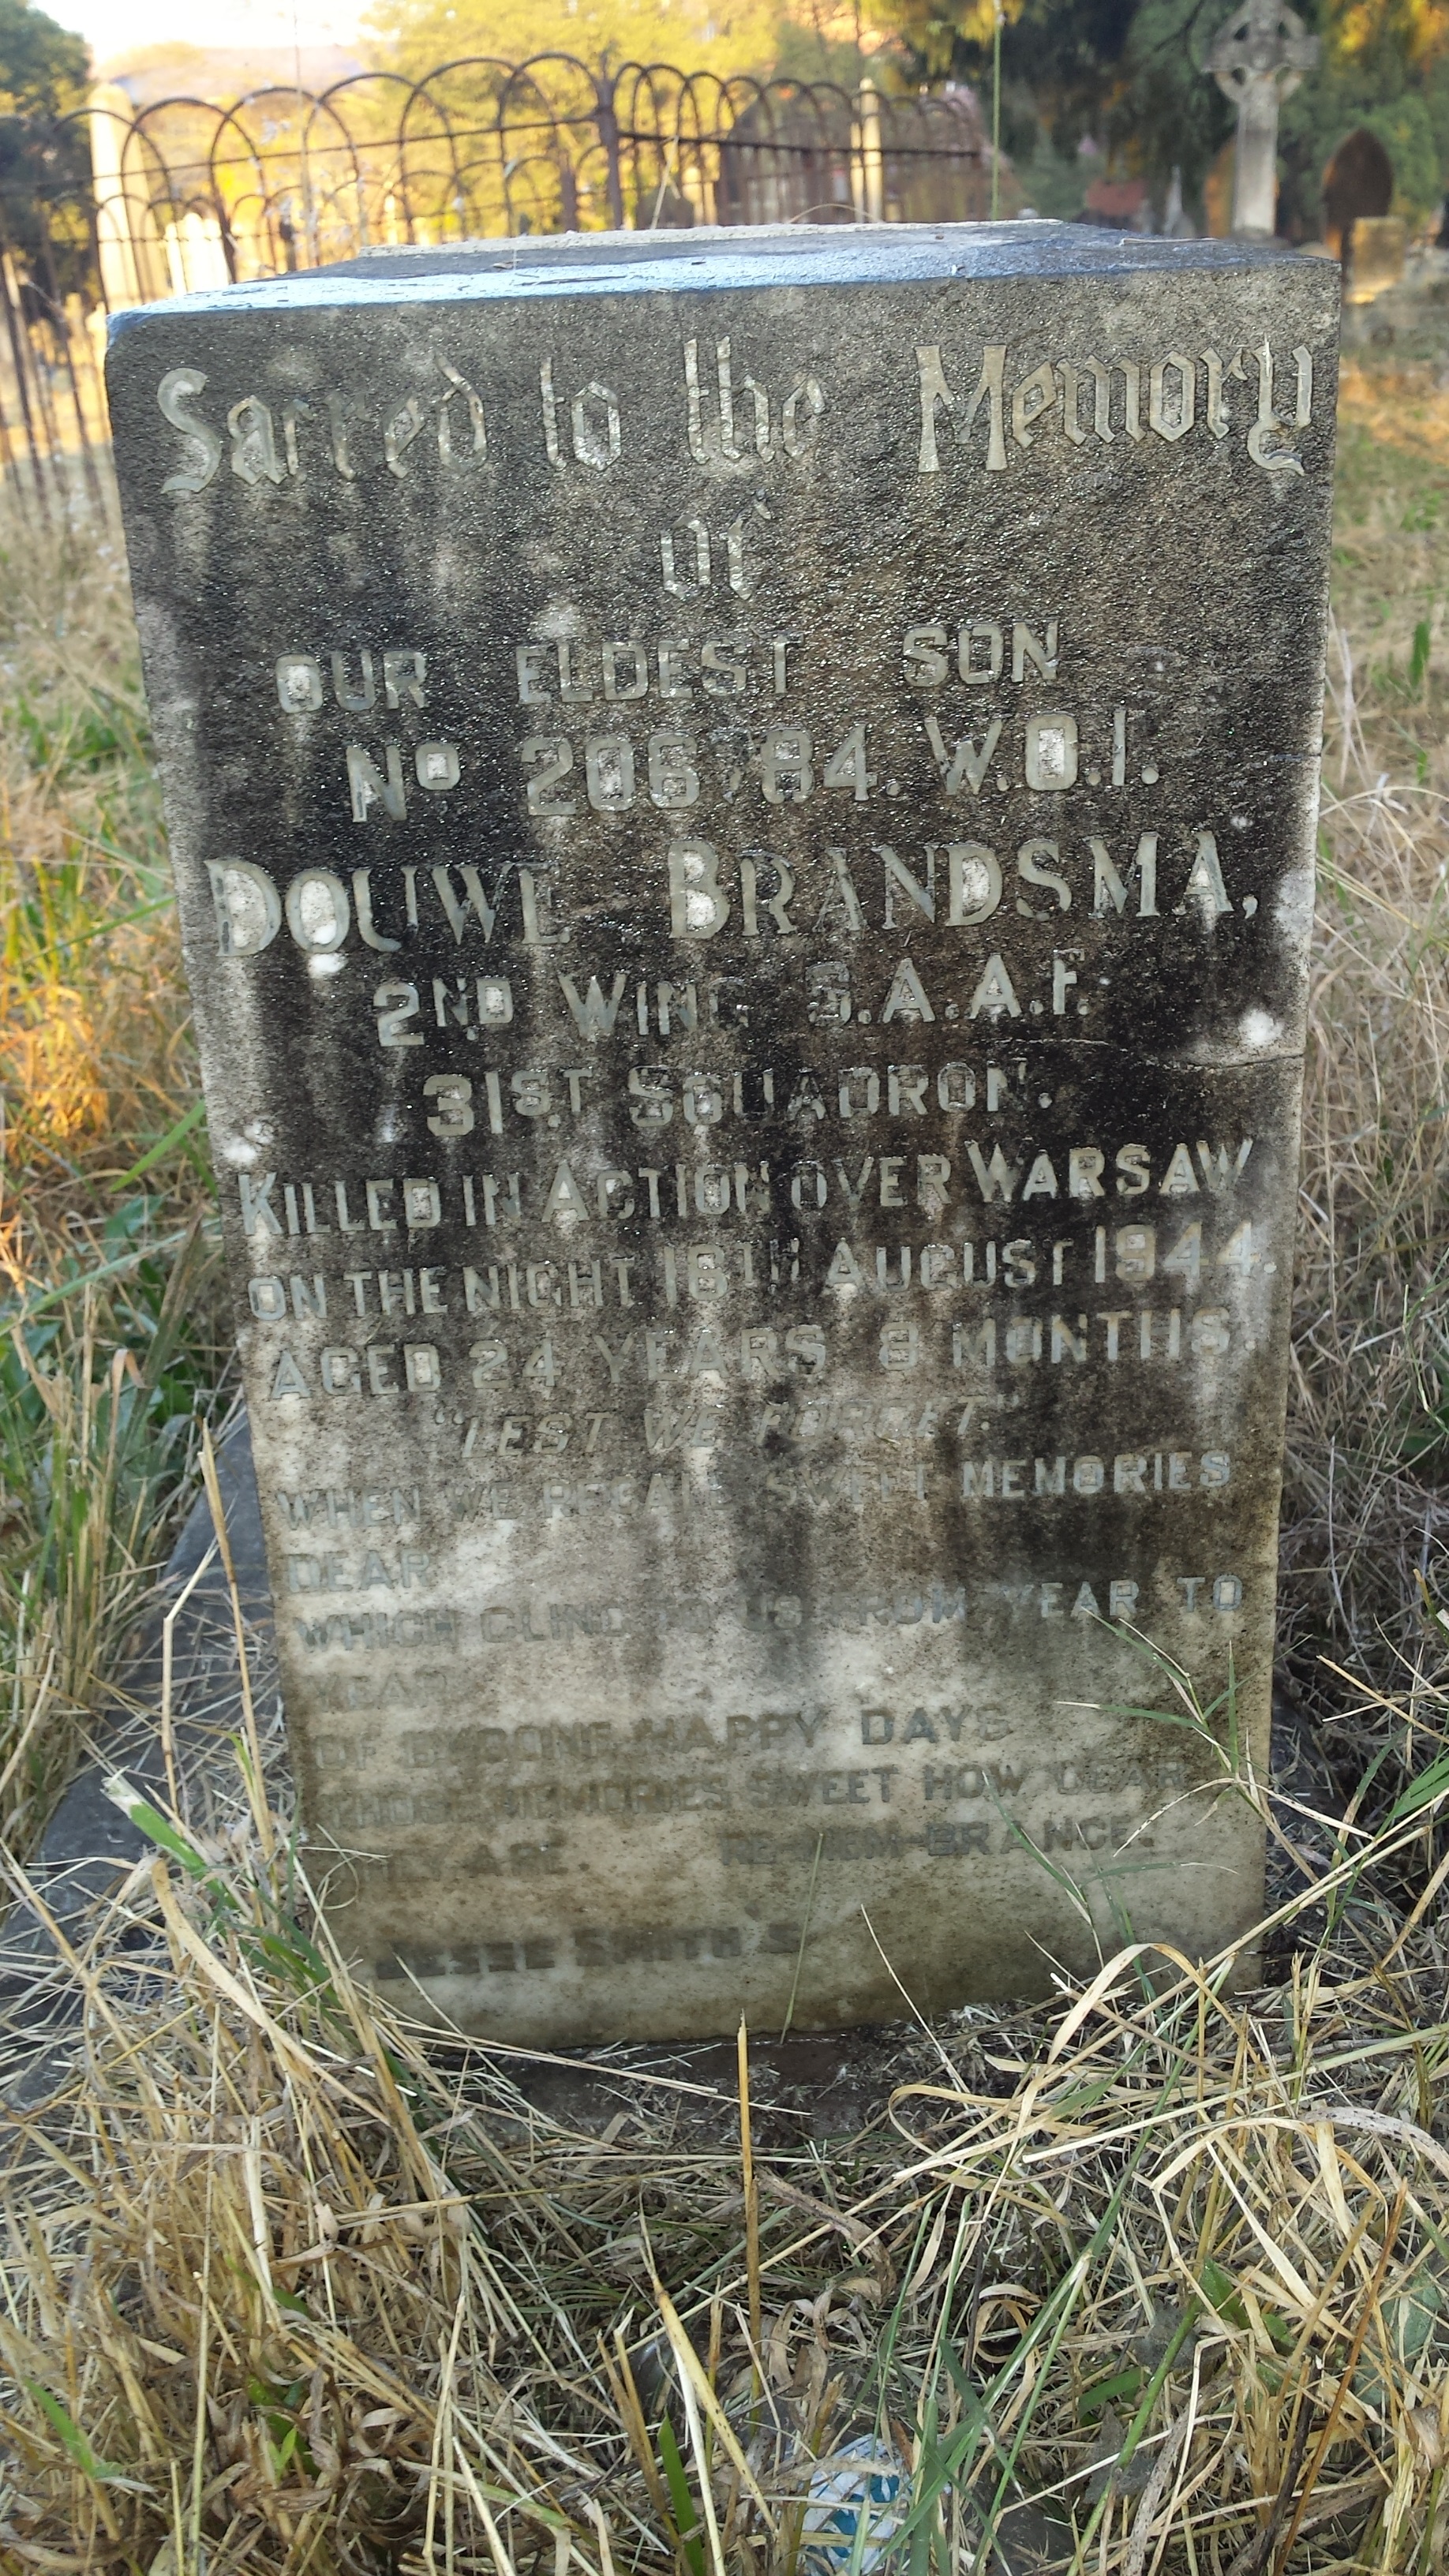 Sacred to the Memory
of
OUR ELDEST SON
No 206784. W.O.I.
DOUWE BRANDSMA,
2ND WING S.A.A.F.
31ST SQUADRON.
KILLED IN ACTION OVER WARSAW
ON THE NIGHT 16TH AUGUST 1944.
AGED 24 YEARS 8 MONTHS.
"LEST WE FORGET."
WHEN WE RECALL SWEET MEMORIES
DEAR
WHICH CLING TO US FROM YEAR TO
YEAR
OF BYGONE HAPPY DAYS
THOSE MEMORIES SWEET HOW DEAR
THEY ARE.
JESSE SMITH'S